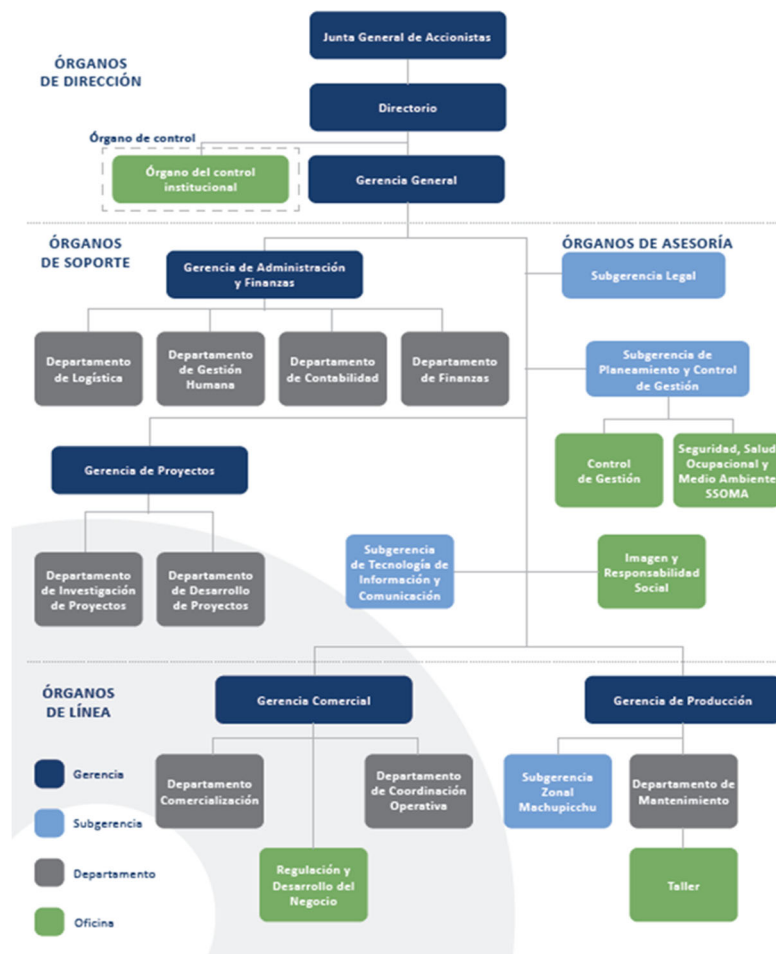 Junta General de Accionistas
ÓRGANOS
DE DIRECCIÓN
Directorio
Órgano de control
Órgano del control
institucional
Gerencia General
ÓRGANOS
DE SOPORTE
Gerencia de Administración
y Finanzas
ÓRGANOS DE ASESORÍA
Subgerencia Legal
Departamento
de Logística
Departamento
de Gestión
Humana
Departamento
de Contabilidad
Departamento
de Finanzas
Subgerencia de
Planeamiento y Control
de Gestión
Gerencia de Proyectos
Control
de Gestión
Seguridad, Salud
Ocupacional y
Medio Ambiente
SSOMA
Departamento
de Investigación
de Proyectos
Departamento
de Desarrollo
de Proyectos
Subgerencia
de Tecnología de
Información y
Comunicación
Imagen y
Responsabilidad
Social
ÓRGANOS
DE LÍNEA
Gerencia Comercial
Gerencia de Producción
Departamento
Comercialización
Departamento
de Coordinación
Operativa
Subgerencia
Zonal
Machupicchu
Departamento de
Mantenimiento
Regulación y
Desarrollo del
Negocio
Taller
Gerencia
Subgerencia
Departamento
Oficina